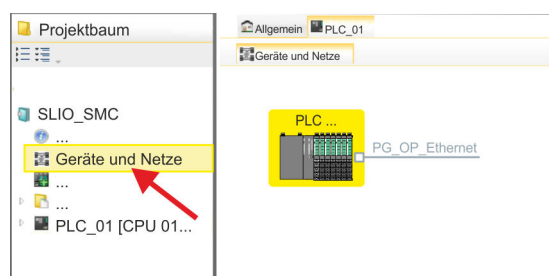 Projektbaum
SLIO_SMC
...
Geräte und Netze
...
...
PLC_01 [CPU 01...
Allgemein PLC_01
Geräte und Netze
PLC ...
PG_OP_Ethernet